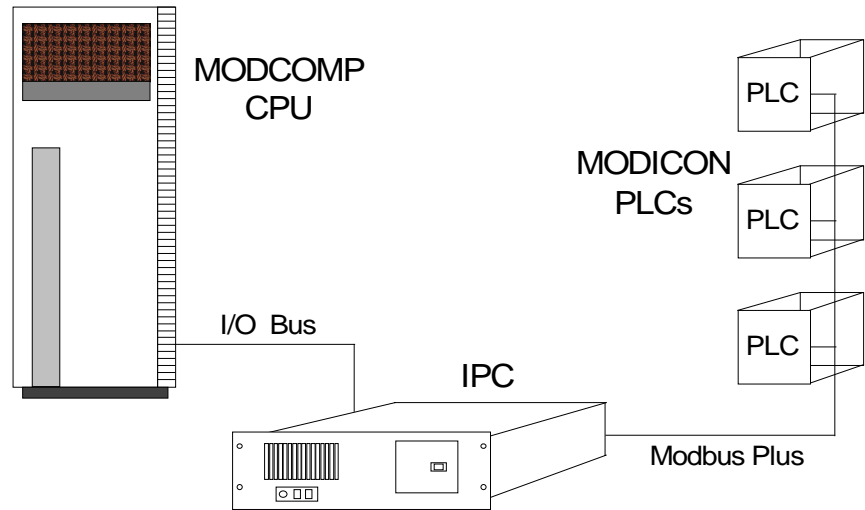 MODCOMP
CPU
PLC
MODICON
PLCs
PLC
PLC
I/O Bus
IPC
Modbus Plus